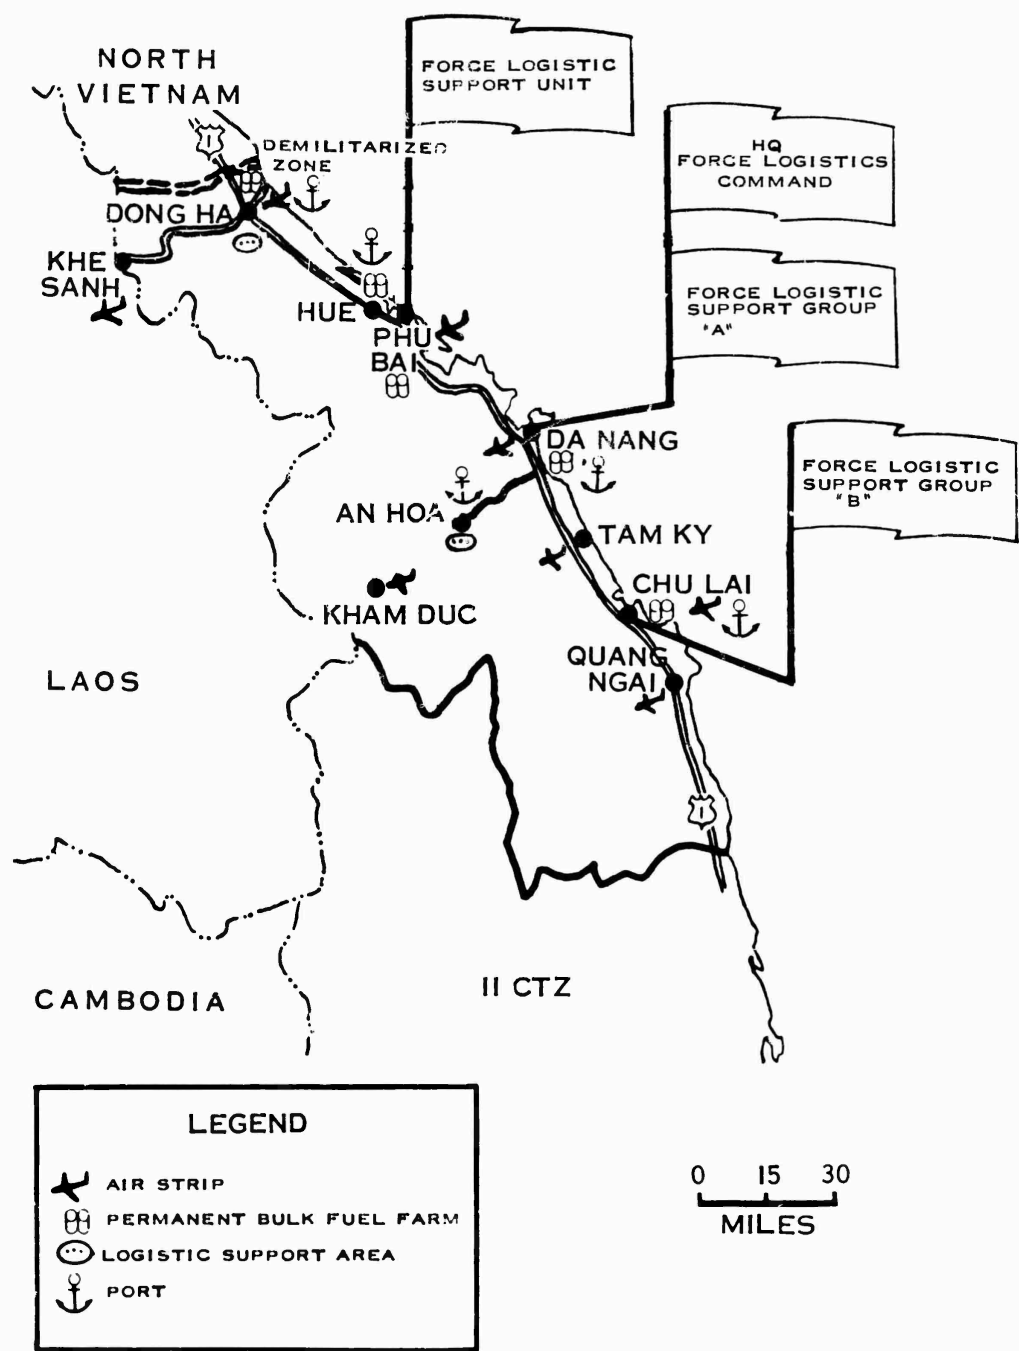 NORTH
VIETNAM
FORCE LOGISTIC
SUPPORT UNIT
HQ
FORCE LOGISTICS
COMMAND
1
DEMILITARIZED
ZONE
DONG HA
KHE
SANH
HUE
PHU
BAI
FORCE LOGISTIC
SUPPORT GROUP
"A"
DA NANG
FORCE LOGISTIC
SUPPORT GROUP
"B"
AN HOA
TAM KY
KHAM DUC
CHU LAI
QUANG
NGAI
LAOS
1
CAMBODIA
II CTZ
LEGEND
AIR STRIP
PERMANENT BULK FUEL FARM
LOGISTIC SUPPORT AREA
PORT
0 15 30
MILES